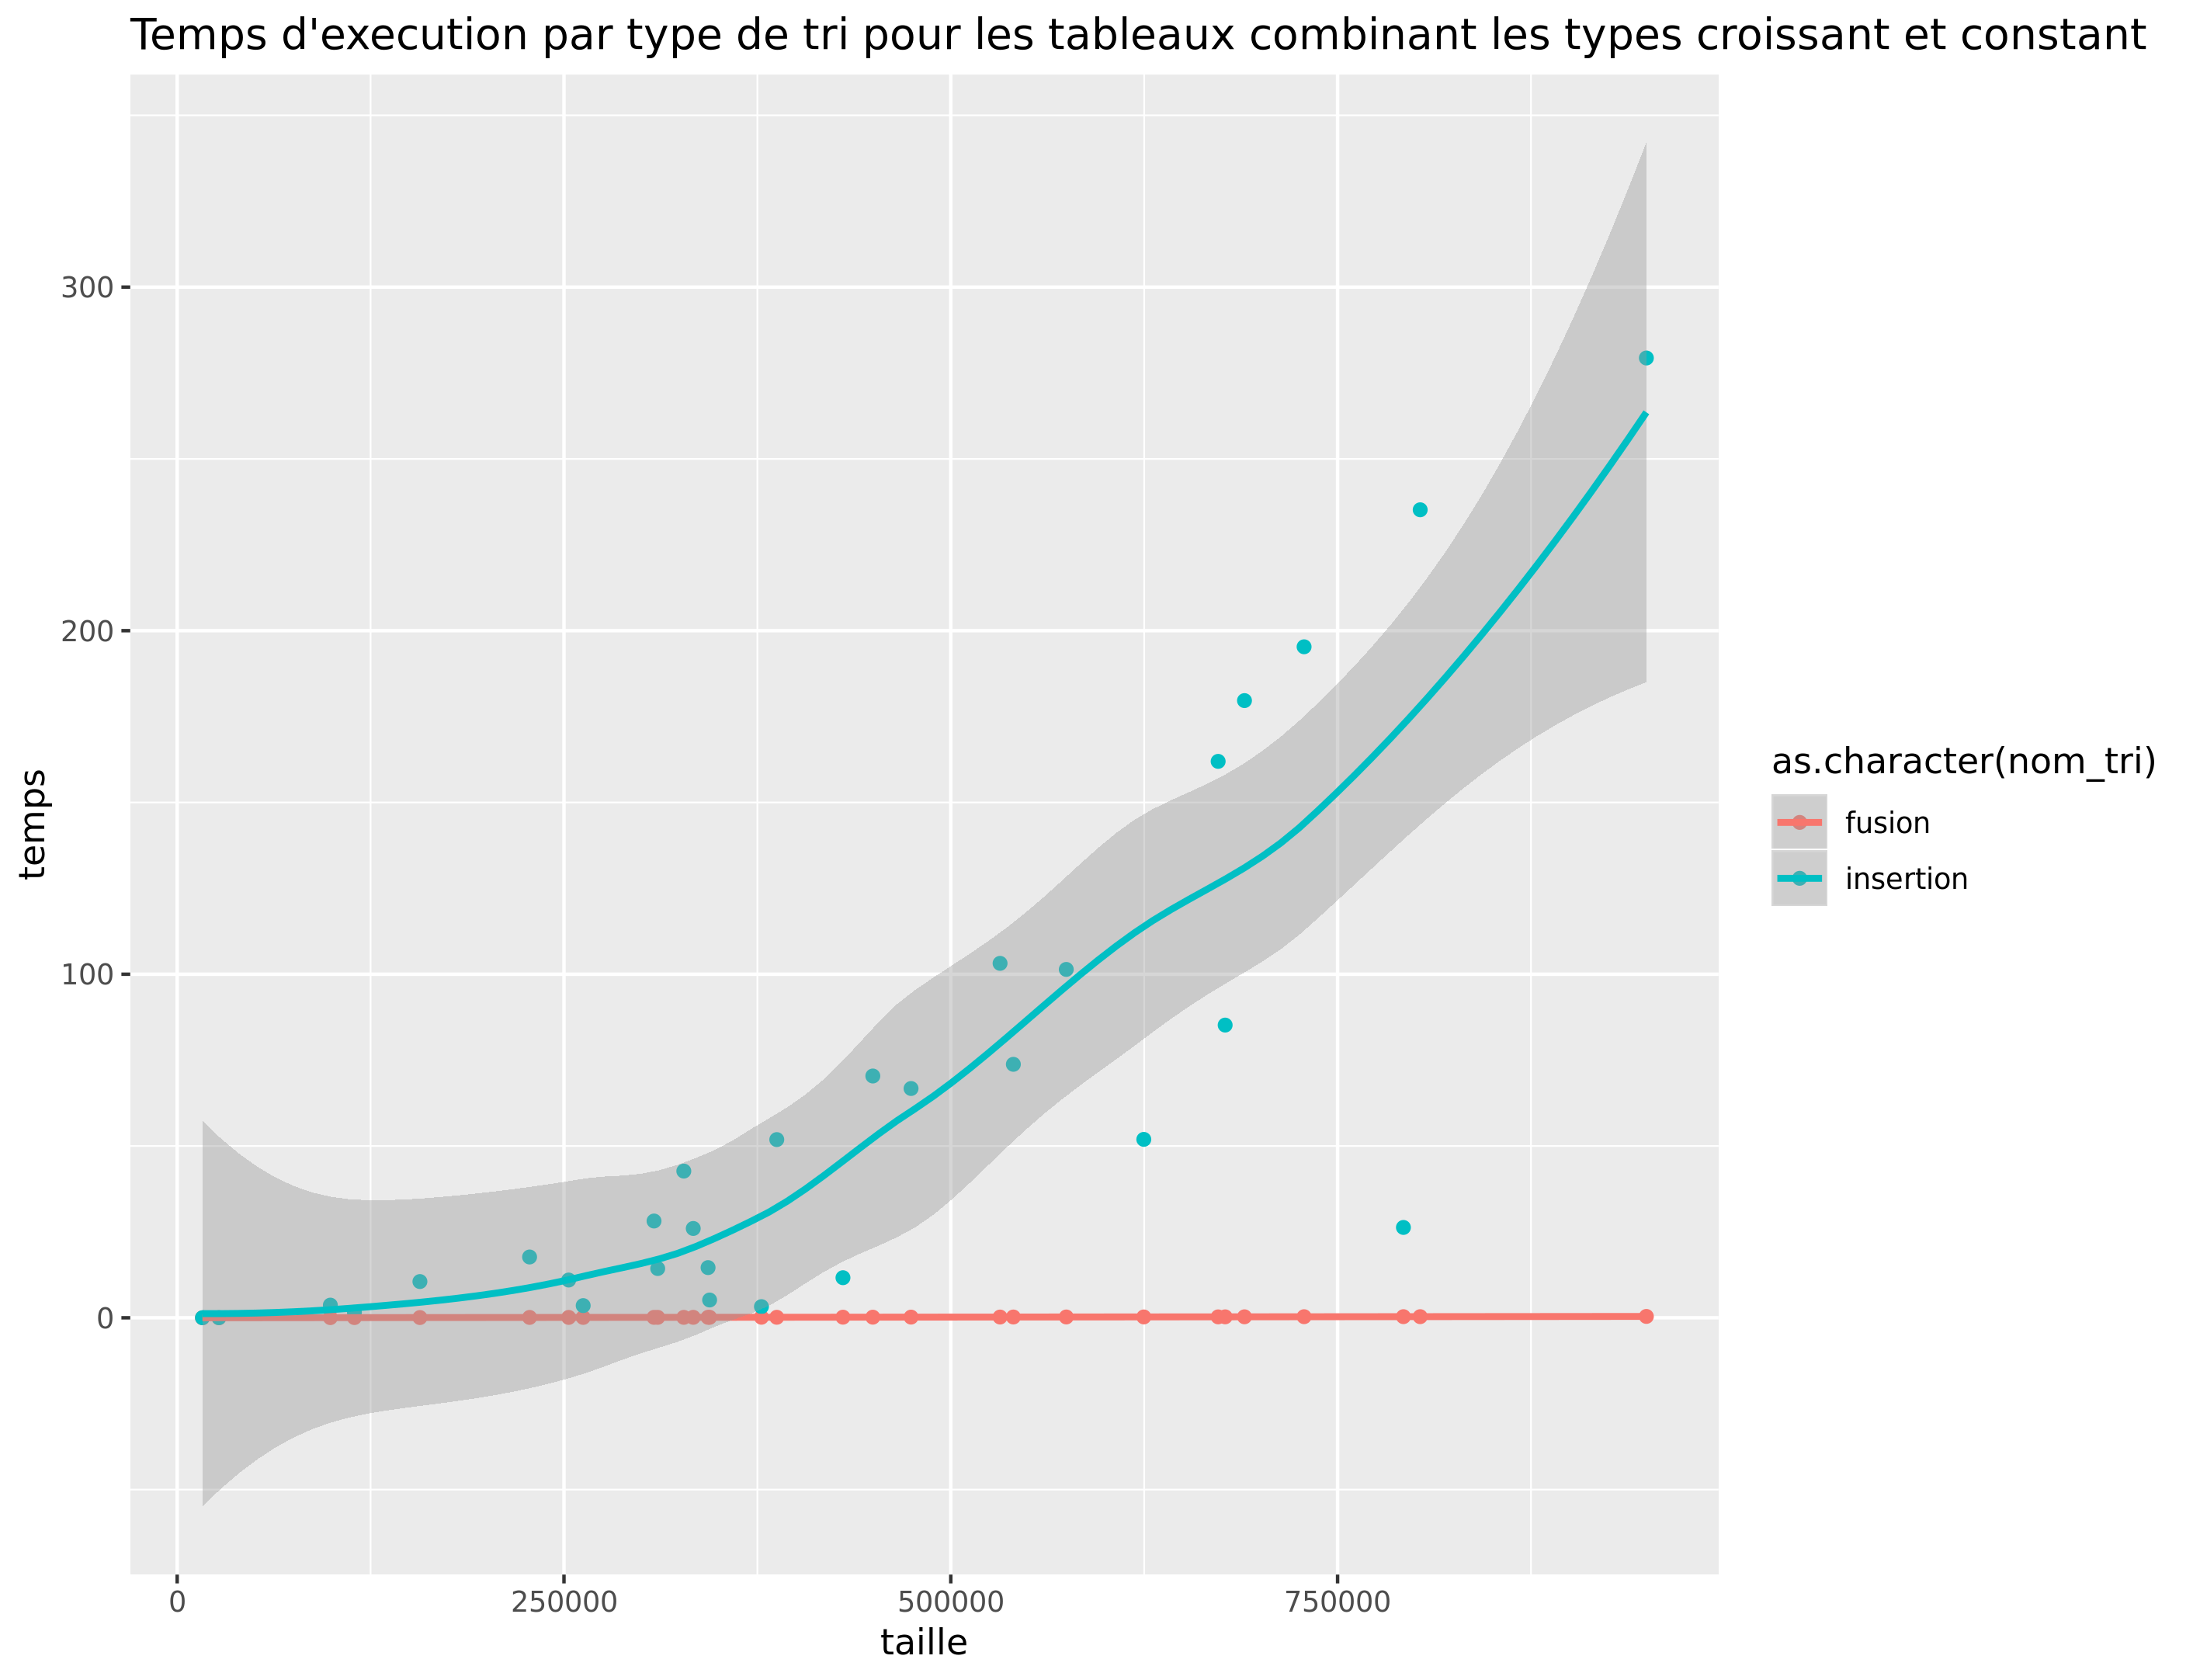 Temps d'execution par type de tri pour les tableaux combinant les types croissant et constant
300
200
100
0
temps
0 250000 500000 750000
taille
as.character(nom_tri)
fusion
insertion